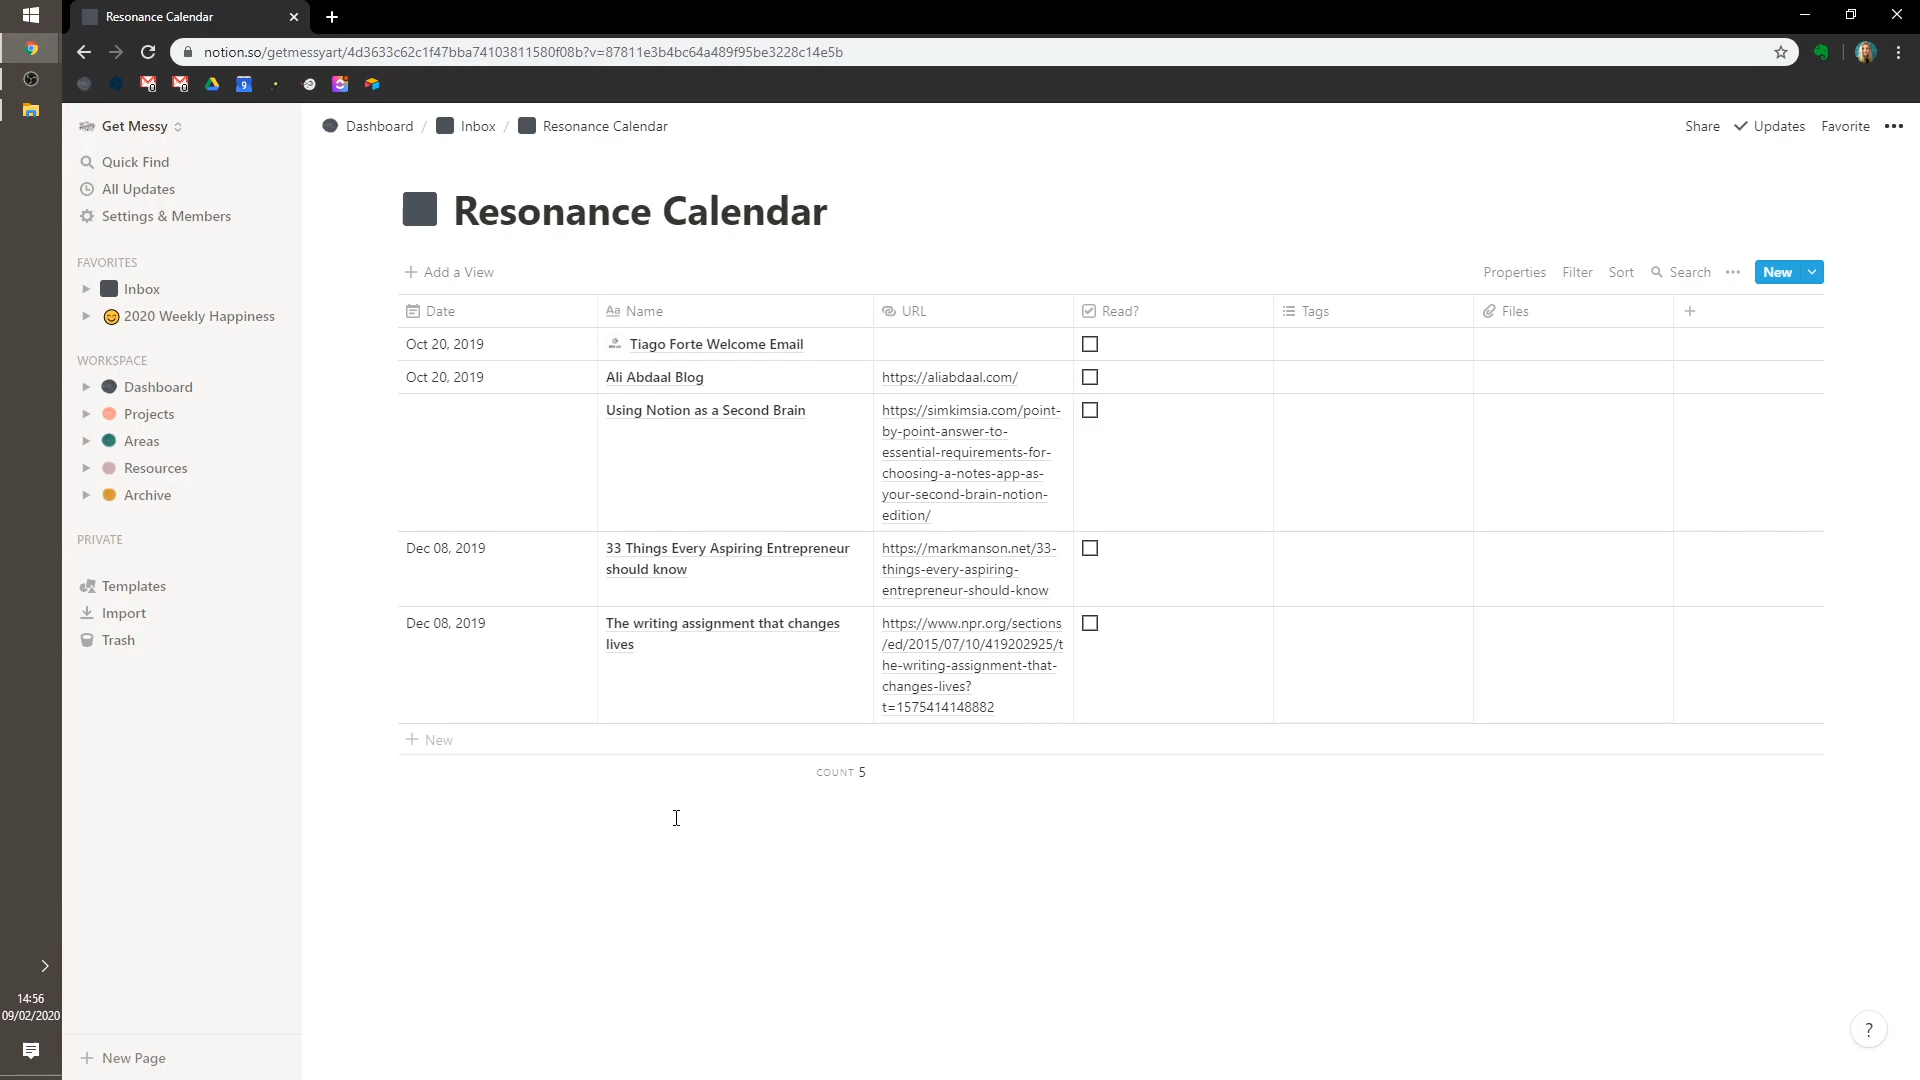 Resonance Calendar
notion.so/getmessyart/4d3633c62c1f47bba74103811580f08b?v=87811e3b4bc64a489f95be3228c14e5b
0
0
9
Get Messy
Dashboard / Inbox / Resonance Calendar
Share Updates Favorite
Quick Find
All Updates
Settings & Members
FAVORITES
Inbox
2020 Weekly Happiness
WORKSPACE
Dashboard
Projects
Areas
Resources
Archive
PRIVATE
Templates
Import
Trash
New Page
14:56
09/02/2020
Resonance Calendar
Add a View
Properties Filter Sort Search New
Date Aa Name URL Read? Tags Files
Oct 20, 2019 Tiago Forte Welcome Email
Oct 20, 2019 Ali Abdaal Blog https://aliabdaal.com/
Using Notion as a Second Brain https://simkimsia.com/point-
by-point-answer-to-
essential-requirements-for-
choosing-a-notes-app-as-
your-second-brain-notion-
edition/
Dec 08, 2019 33 Things Every Aspiring Entrepreneur https://markmanson.net/33-
should know things-every-aspiring-
entrepreneur-should-know
Dec 08, 2019 The writing assignment that changes https://www.npr.org/sections
lives /ed/2015/07/10/419202925/t
he-writing-assignment-that-
changes-lives?
t=1575414148882
New
COUNT 5
?